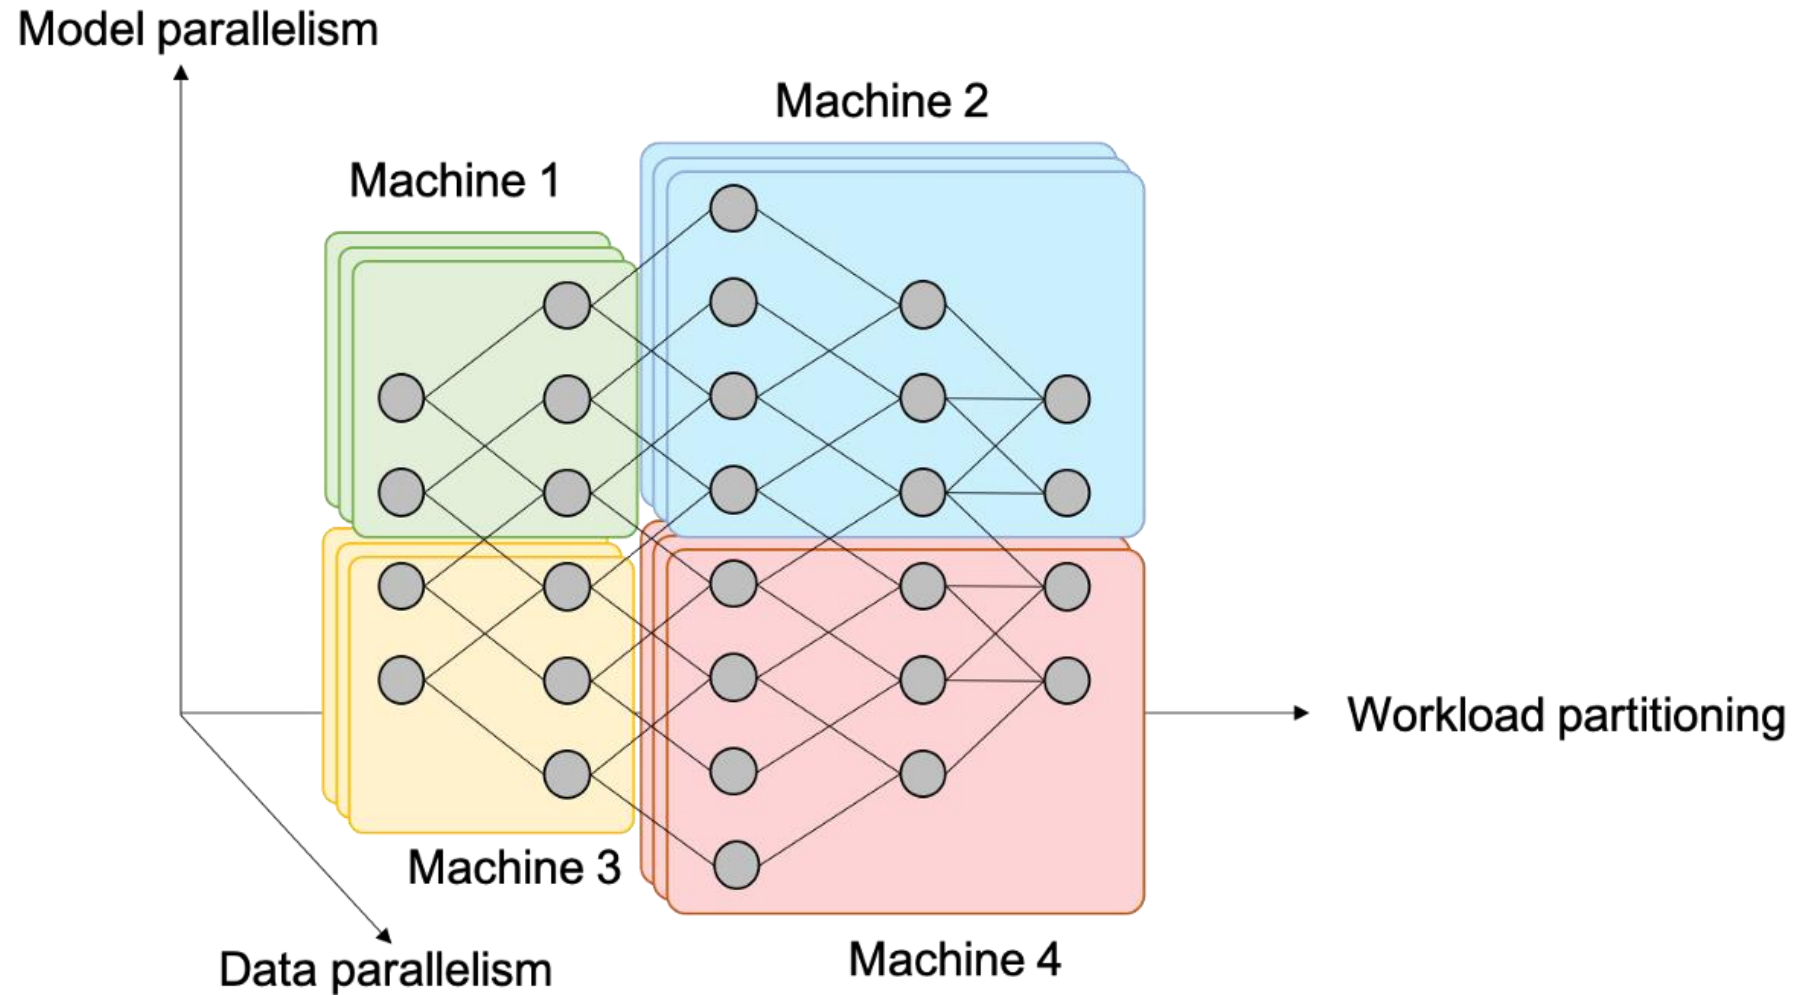 Model parallelism
Machine 2
Machine 1
Workload partitioning
Machine 3
Machine 4
Data parallelism